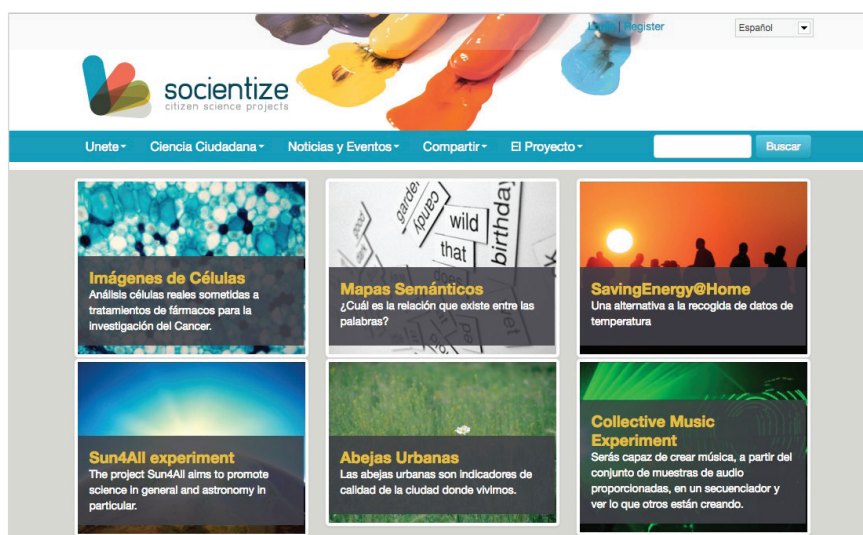 Login | Register
Español
socientize
citizen science projects
Unete
Ciencia Ciudadana
Noticias y Eventos
Compartir
El Proyecto
Buscar
Imágenes de Células
Análisis células reales sometidas a
tratamientos de fármacos para la
investigación del Cancer.
Mapas Semánticos
¿Cuál es la relación que existe entre las
palabras?
garden
candy
wild
that
birthday
SavingEnergy@Home
Una alternativa a la recogida de datos de
temperatura
Sun4All experiment
The project Sun4All aims to promote
science in general and astronomy in
particular.
Abejas Urbanas
Las abejas urbanas son indicadores de
calidad de la ciudad donde vivimos.
Collective Music
Experiment
Serás capaz de crear música, a partir del
conjunto de muestras de audio
proporcionadas, en un secuenciador y
ver lo que otros están creando.